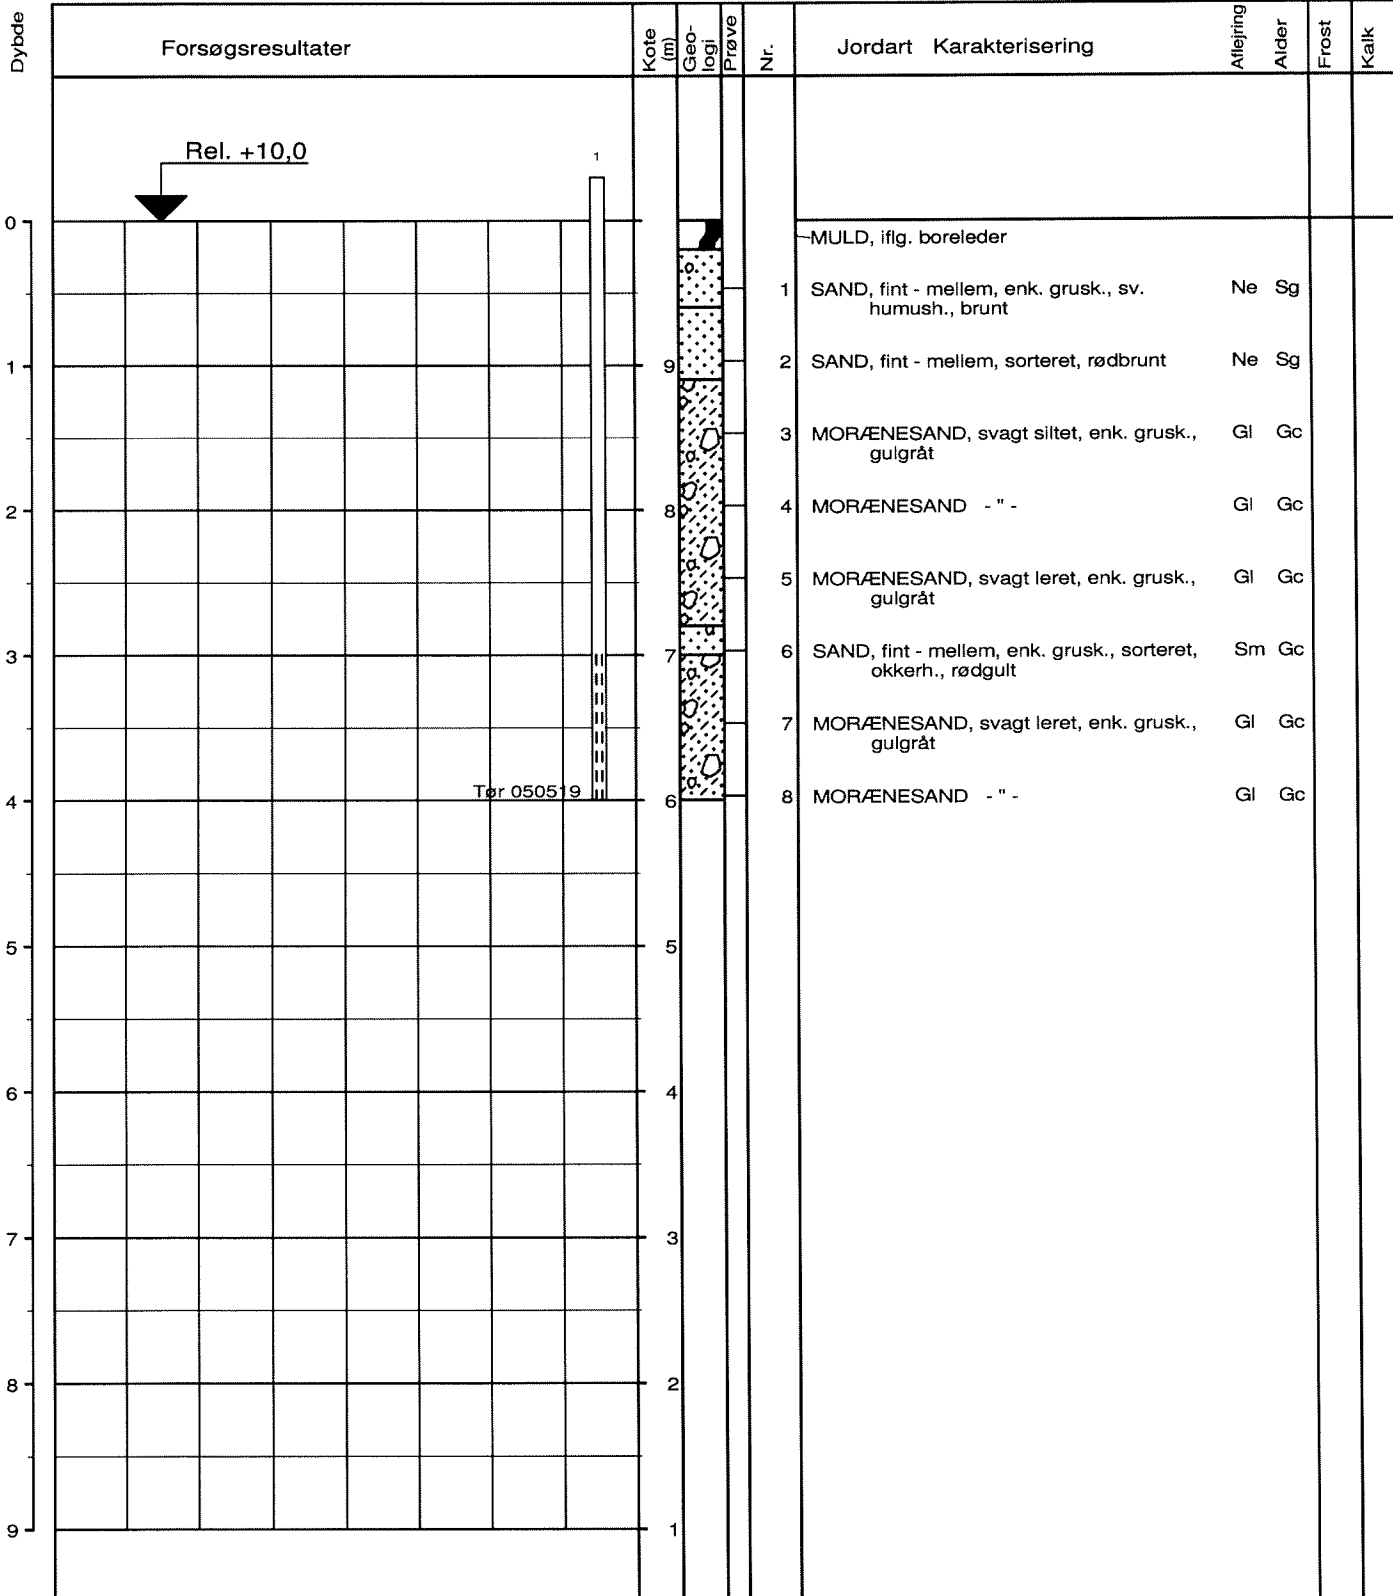 Dybde
Forsøgsresultater
Kote (m)
Geo-
logi
Prøve
Nr.
Jordart Karakterisering
Aflejring
Alder
Frost
Kalk
Rel. +10,0
1
0
MULD, iflg. boreleder
1 SAND, fint - mellem, enk. grusk., sv. Ne Sg
humush., brunt
1 9 2 SAND, fint - mellem, sorteret, rødbrunt Ne Sg
3 MORÆNESAND, svagt siltet, enk. grusk., Gl Gc
gulgråt
2 8 4 MORÆNESAND - " - Gl Gc
5 MORÆNESAND, svagt leret, enk. grusk., Gl Gc
gulgråt
3 7 6 SAND, fint - mellem, enk. grusk., sorteret, Sm Gc
okkerh., rødgult
7 MORÆNESAND, svagt leret, enk. grusk., Gl Gc
gulgråt
4 Tør 050519 6 8 MORÆNESAND - " - Gl Gc
5 5
6 4
7 3
8 2
9 1